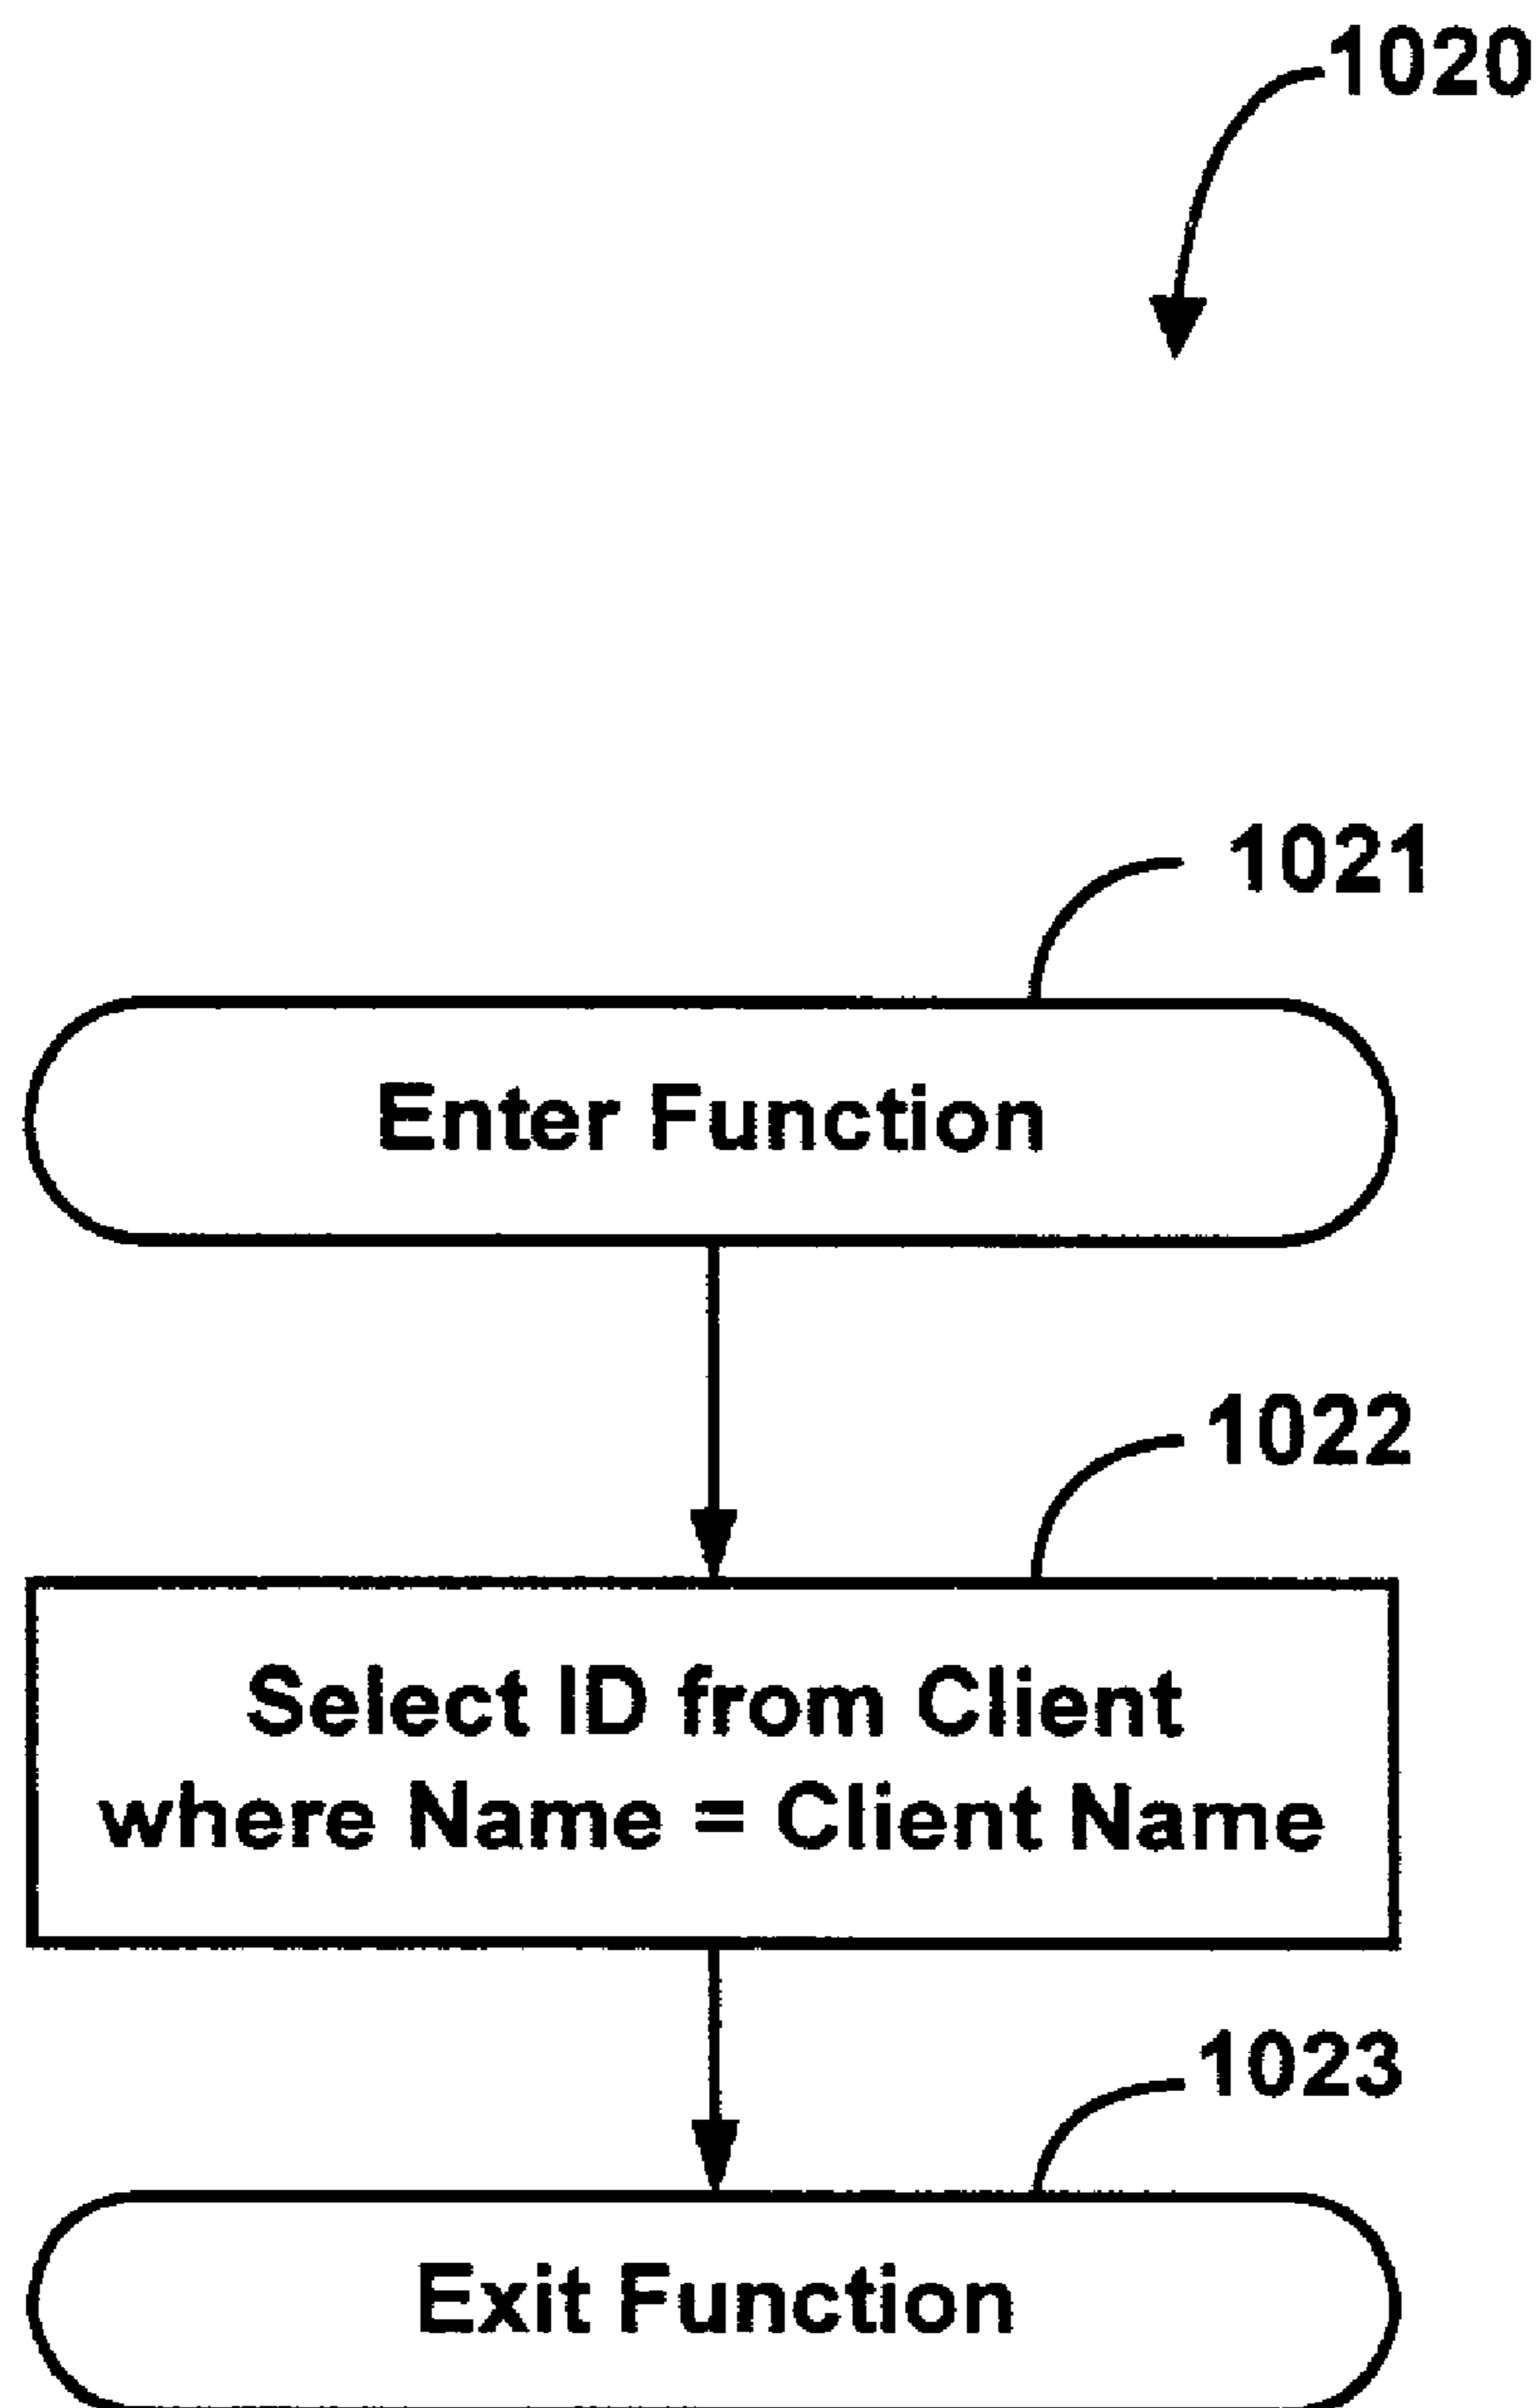 1020
1021
Enter Function
1022
Select ID from Client
where Name = Client Name
1023
Exit Function